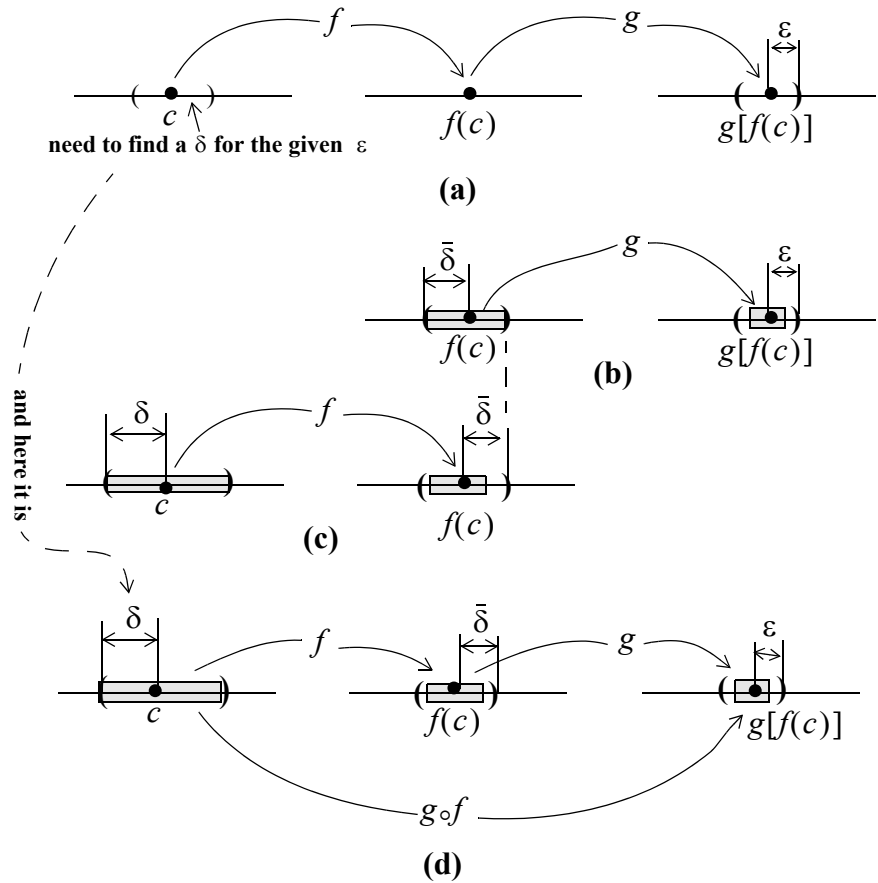 f g ε
c f(c) g[f(c)]
need to find a δ for the given ε
(a)
δ̄ g ε
f(c) g[f(c)]
(b)
and here it is
δ f δ̄
c f(c)
(c)
δ f δ̄ g ε
c f(c) g[f(c)]
g∘f
(d)